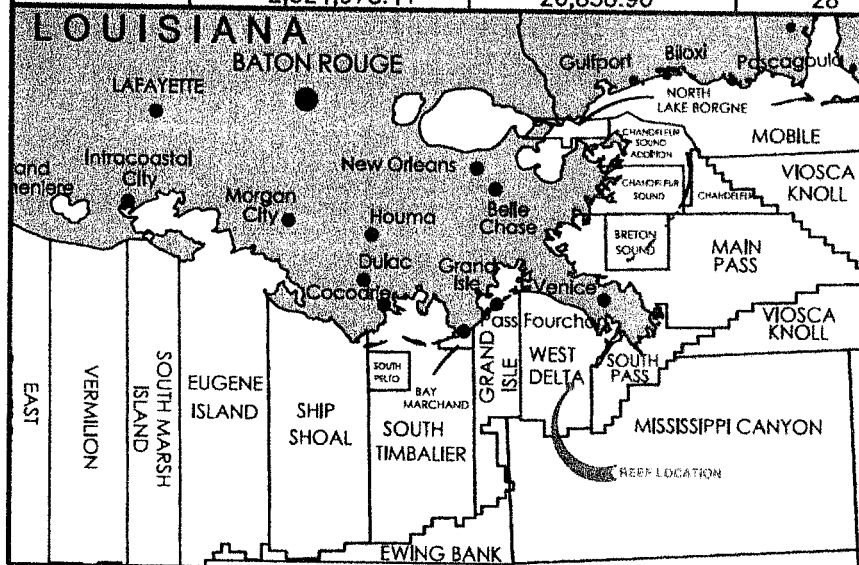 28
LOUISIANA
BATON ROUGE
LAFAYETTE
Gulfport
Biloxi
Pascagoula
NORTH
LAKE BORGNE
CHANDELEUR
SOUND
ADDITION
MOBILE
Intracoastal
City
New Orleans
VIOSCA
KNOLL
Morgan
City
Houma
Belle
Chase
CHANDELEUR
SOUND
CHANDELEUR
BRETON
SOUND
MAIN
PASS
Dulac
Cocodrie
Grand
Isle
Venice
Pass Fourchon
VIOSCA
KNOLL
EAST
VERMILION
SOUTH MARSH
ISLAND
EUGENE
ISLAND
SHIP
SHOAL
SOUTH
PELTO
BAY
MARCHAND
SOUTH
TIMBALIER
GRAND
ISLE
WEST
DELTA
SOUTH
PASS
MISSISSIPPI CANYON
REEF LOCATION
EWING BANK